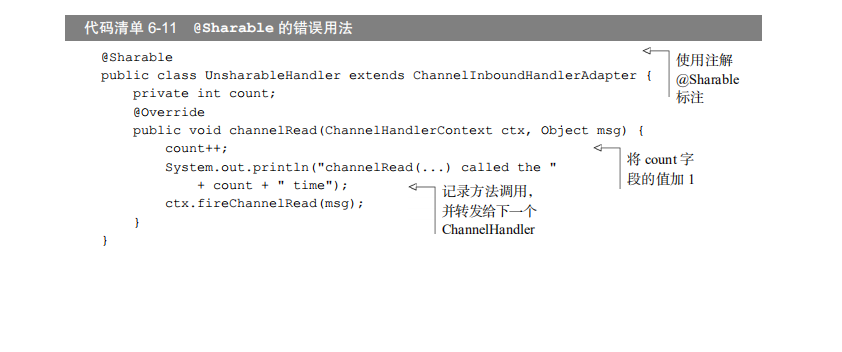 代码清单 6-11 @Sharable 的错误用法
@Sharable
public class UnsharableHandler extends ChannelInboundHandlerAdapter {
private int count;
@Override
public void channelRead(ChannelHandlerContext ctx, Object msg) {
count++;
System.out.println("channelRead(...) called the "
+ count + " time");
ctx.fireChannelRead(msg);
}
}
使用注解
@Sharable
标注
将 count 字
段的值加 1
记录方法调用，
并转发给下一个
ChannelHandler